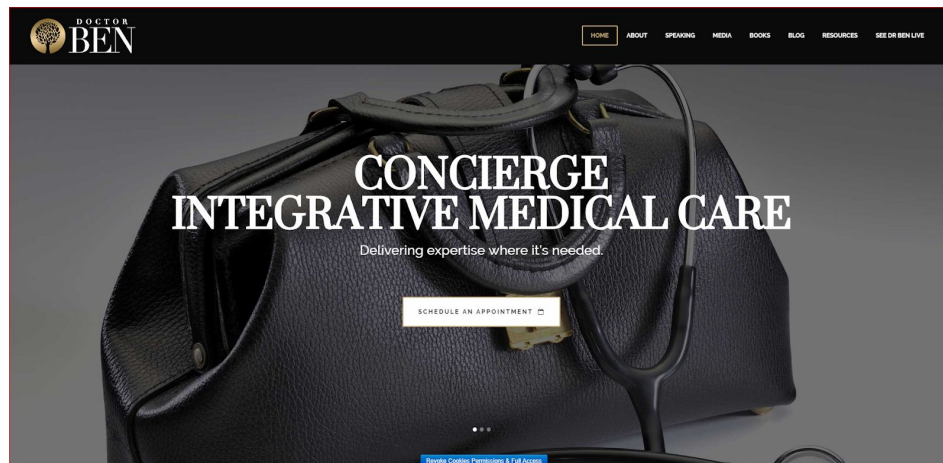 DOCTOR
BEN
HOME ABOUT SPEAKING MEDIA BOOKS BLOG RESOURCES SEE DR BEN LIVE
CONCIERGE
INTEGRATIVE MEDICAL CARE
Delivering expertise where it's needed.
SCHEDULE AN APPOINTMENT
Revoke Cookies Permissions & Full Access